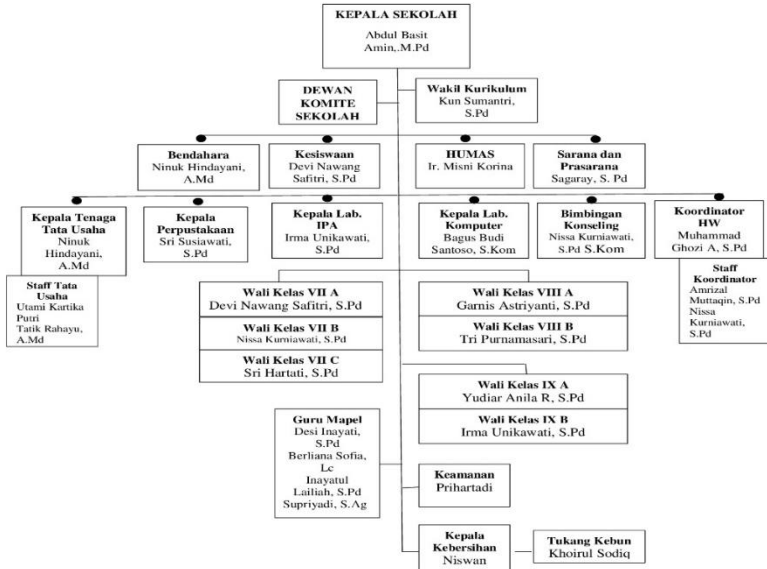 KEPALA SEKOLAH
Abdul Basit
Amin,.M.Pd
DEWAN
KOMITE
SEKOLAH
Wakil Kurikulum
Kun Sumantri,
S.Pd
Bendahara
Ninuk Hindayani,
A.Md
Kesiswaan
Devi Nawang
Safitri, S.Pd
HUMAS
Ir. Misni Korina
Sarana dan
Prasarana
Sagaray, S. Pd
Kepala Tenaga
Tata Usaha
Ninuk
Hindayani,
A.Md
Kepala
Perpustakaan
Sri Susiawati,
S.Pd
Kepala Lab.
IPA
Irma Unikawati,
S.Pd
Kepala Lab.
Komputer
Bagus Budi
Santoso, S.Kom
Bimbingan
Konseling
Nissa Kurniawati,
S.Pd S.Kom
Koordinator
HW
Muhammad
Ghozi A, S.Pd
Staff Tata
Usaha
Utami Kartika
Putri
Tatik Rahayu,
A.Md
Staff
Koordinator
Amrizal
Muttaqin, S.Pd
Nissa
Kurniawati,
S.Pd
Wali Kelas VII A
Devi Nawang Safitri, S.Pd
Wali Kelas VII B
Nissa Kurniawati, S.Pd
Wali Kelas VII C
Sri Hartati, S.Pd
Wali Kelas VIII A
Garnis Astriyanti, S.Pd
Wali Kelas VIII B
Tri Purnamasari, S.Pd
Wali Kelas IX A
Yudiar Anila R, S.Pd
Wali Kelas IX B
Irma Unikawati, S.Pd
Guru Mapel
Desi Inayati,
S.Pd
Berliana Sofia,
Lc
Inayatul
Lailiah, S.Pd
Supriyadi, S.Ag
Keamanan
Prihartadi
Kepala
Kebersihan
Niswan
Tukang Kebun
Khoirul Sodiq